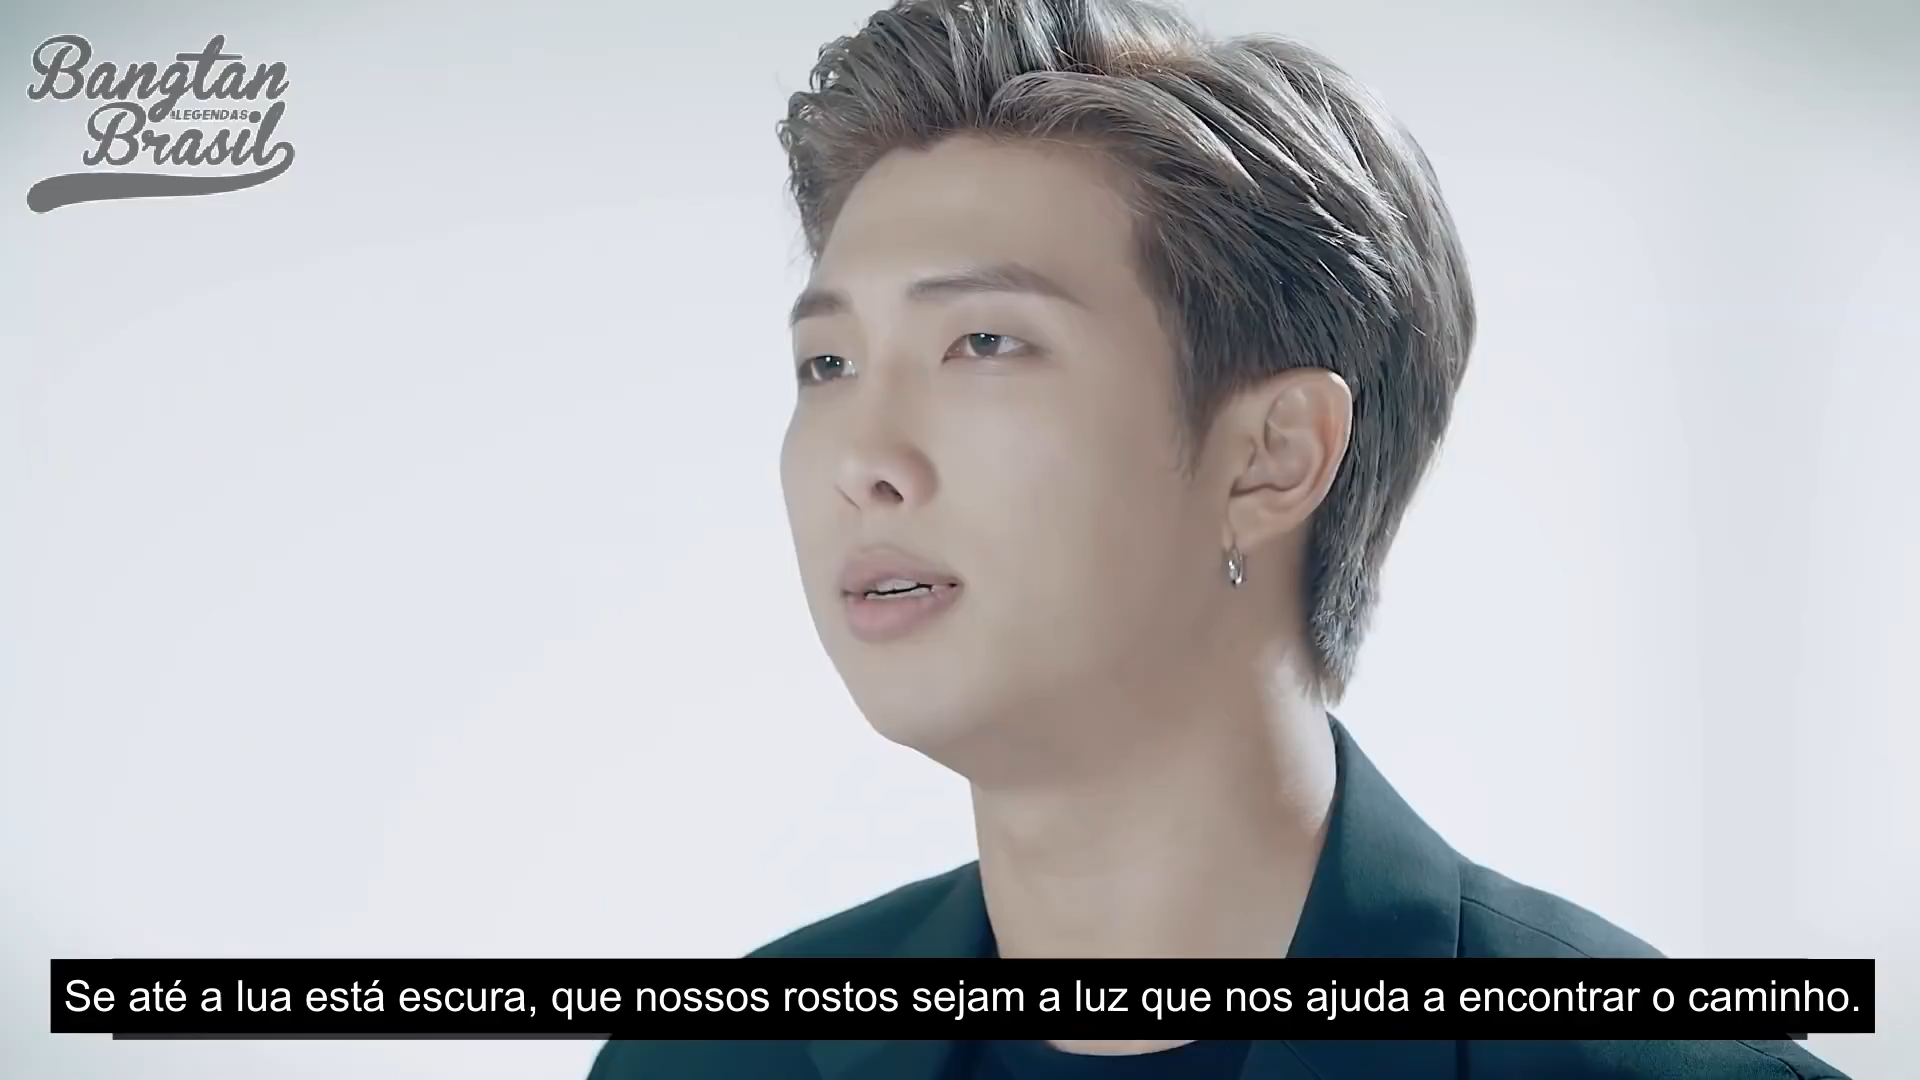 Bangtan
LEGENDAS
Brasil
Se até a lua está escura, que nossos rostos sejam a luz que nos ajuda a encontrar o caminho.